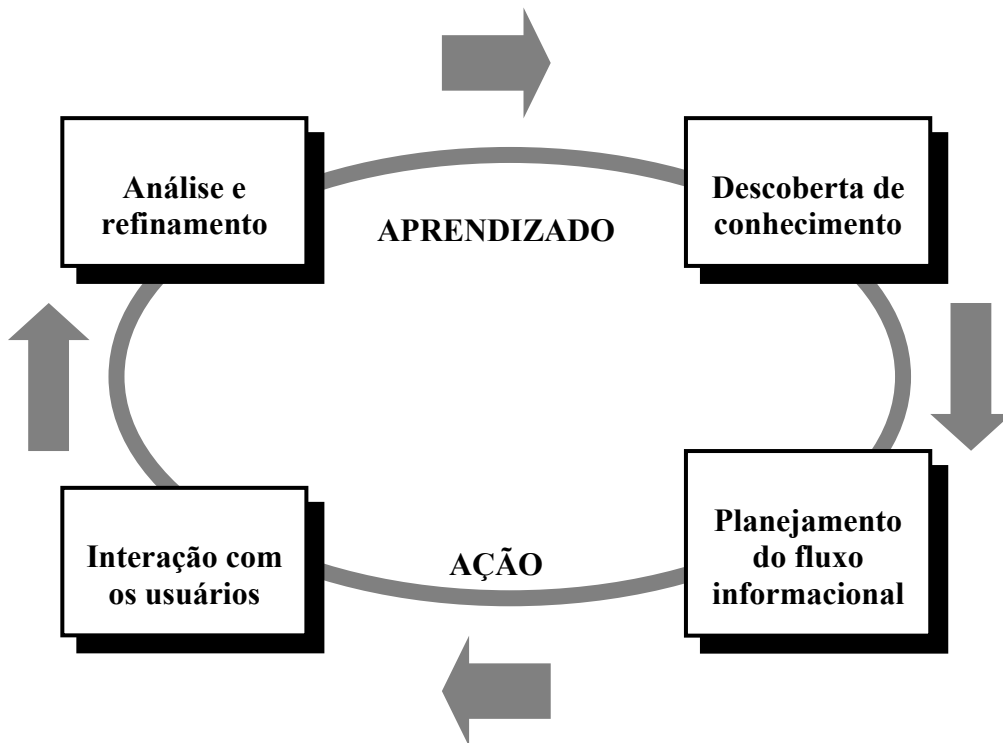 Análise e
refinamento
Descoberta de
conhecimento
APRENDIZADO
Interação com
os usuários
AÇÃO
Planejamento
do fluxo
informacional